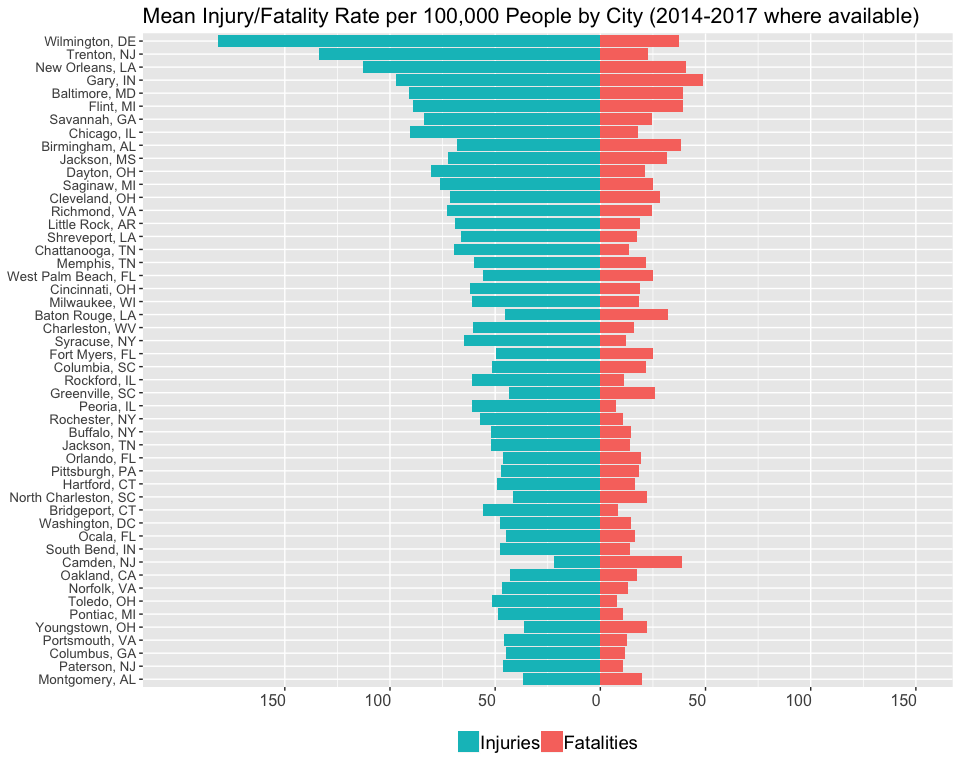 Mean Injury/Fatality Rate per 100,000 People by City (2014-2017 where available)
Wilmington, DE
Trenton, NJ
New Orleans, LA
Gary, IN
Baltimore, MD
Flint, MI
Savannah, GA
Chicago, IL
Birmingham, AL
Jackson, MS
Dayton, OH
Saginaw, MI
Cleveland, OH
Richmond, VA
Little Rock, AR
Shreveport, LA
Chattanooga, TN
Memphis, TN
West Palm Beach, FL
Cincinnati, OH
Milwaukee, WI
Baton Rouge, LA
Charleston, WV
Syracuse, NY
Fort Myers, FL
Columbia, SC
Rockford, IL
Greenville, SC
Peoria, IL
Rochester, NY
Buffalo, NY
Jackson, TN
Orlando, FL
Pittsburgh, PA
Hartford, CT
North Charleston, SC
Bridgeport, CT
Washington, DC
Ocala, FL
South Bend, IN
Camden, NJ
Oakland, CA
Norfolk, VA
Toledo, OH
Pontiac, MI
Youngstown, OH
Portsmouth, VA
Columbus, GA
Paterson, NJ
Montgomery, AL
150 100 50 0 50 100 150
Injuries Fatalities